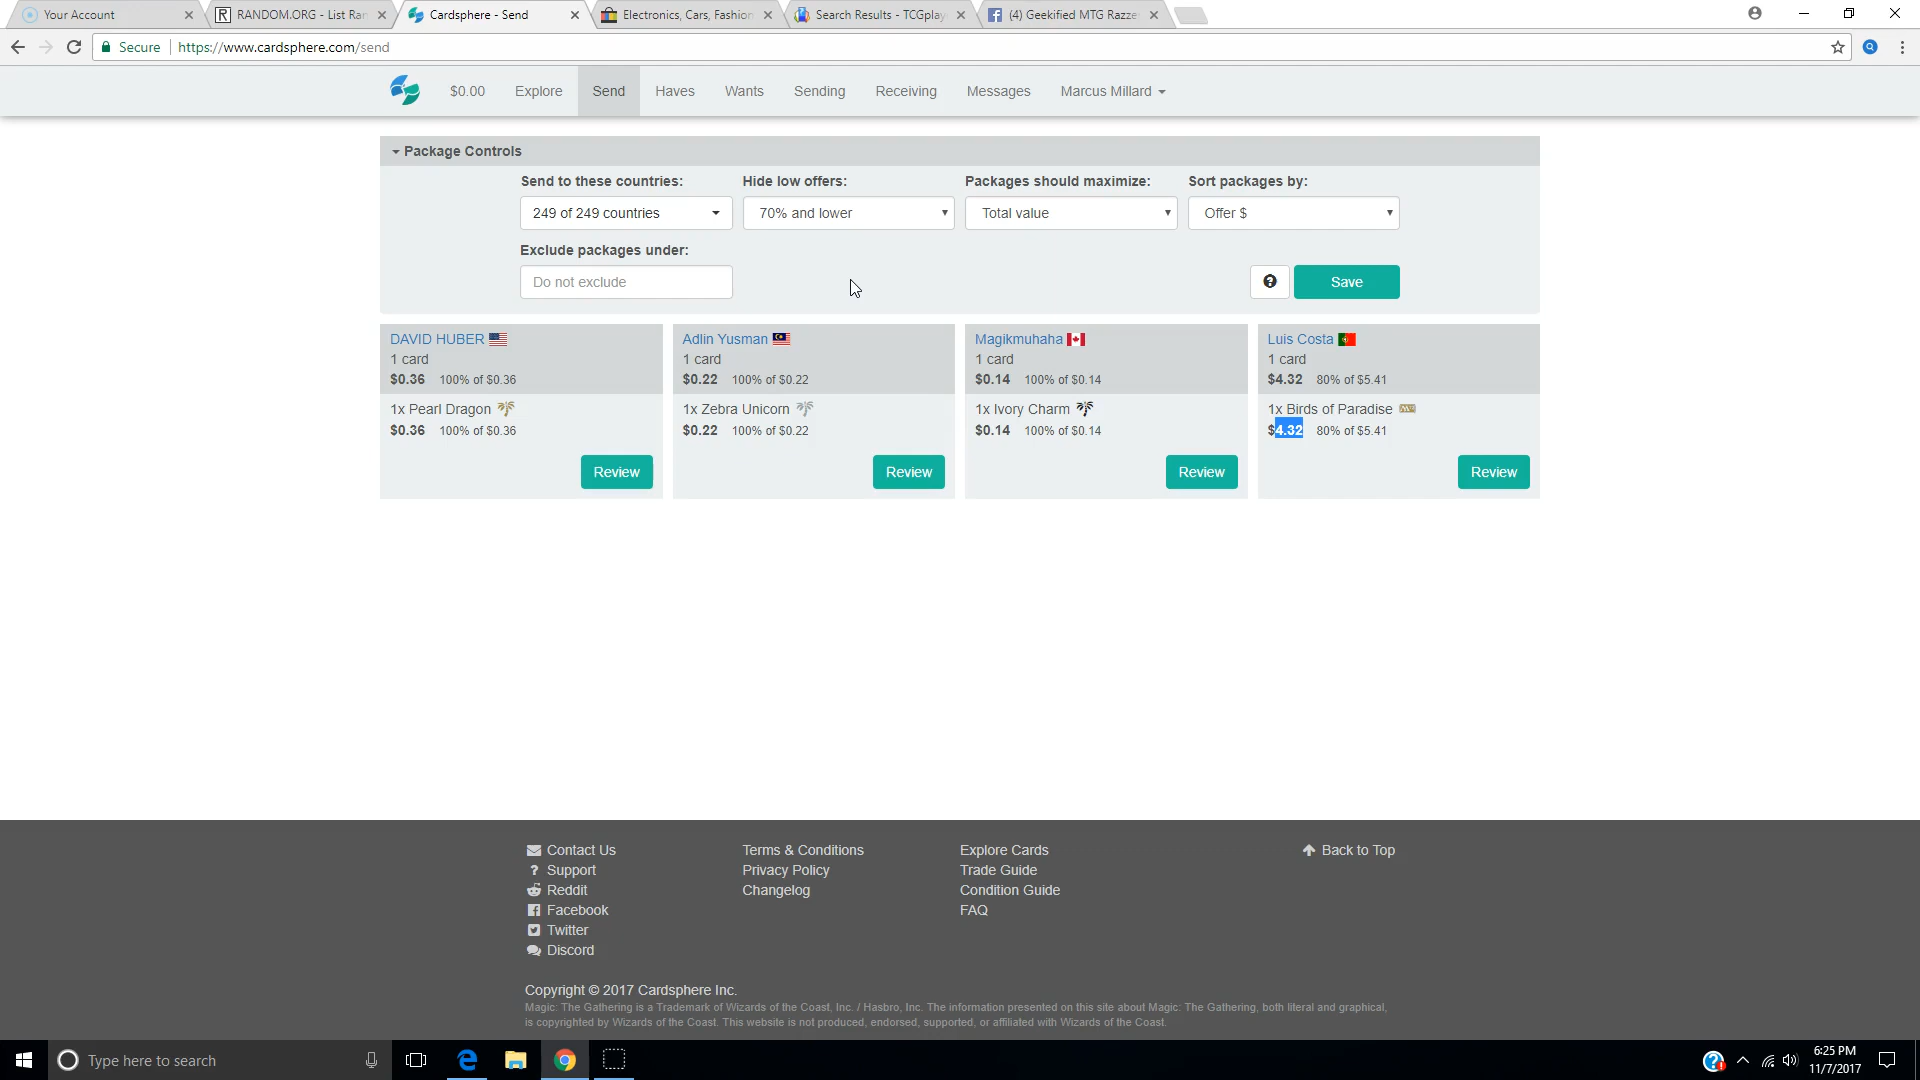 Your Account
RANDOM.ORG - List Ran
Cardsphere - Send
Electronics, Cars, Fashion
Search Results - TCGplay
(4) Geekified MTG Razze
Secure
https://www.cardsphere.com/send
$0.00 Explore Send Haves Wants Sending Receiving Messages Marcus Millard
Package Controls
Send to these countries: Hide low offers: Packages should maximize: Sort packages by:
249 of 249 countries 70% and lower Total value Offer $
Exclude packages under:
Do not exclude Save
DAVID HUBER
1 card
$0.36 100% of $0.36
1x Pearl Dragon
$0.36 100% of $0.36
Review
Adlin Yusman
1 card
$0.22 100% of $0.22
1x Zebra Unicorn
$0.22 100% of $0.22
Review
Magikmuhaha
1 card
$0.14 100% of $0.14
1x Ivory Charm
$0.14 100% of $0.14
Review
Luis Costa
1 card
$4.32 80% of $5.41
1x Birds of Paradise
$4.32 80% of $5.41
Review
Contact Us
Support
Reddit
Facebook
Twitter
Discord
Terms & Conditions
Privacy Policy
Changelog
Explore Cards
Trade Guide
Condition Guide
FAQ
Back to Top
Copyright © 2017 Cardsphere Inc.
Magic: The Gathering is a Trademark of Wizards of the Coast, Inc. / Hasbro, Inc. The information presented on this site about Magic: The Gathering, both literal and graphical,
is copyrighted by Wizards of the Coast. This website is not produced, endorsed, supported, or affiliated with Wizards of the Coast.
Type here to search
6:25 PM
11/7/2017